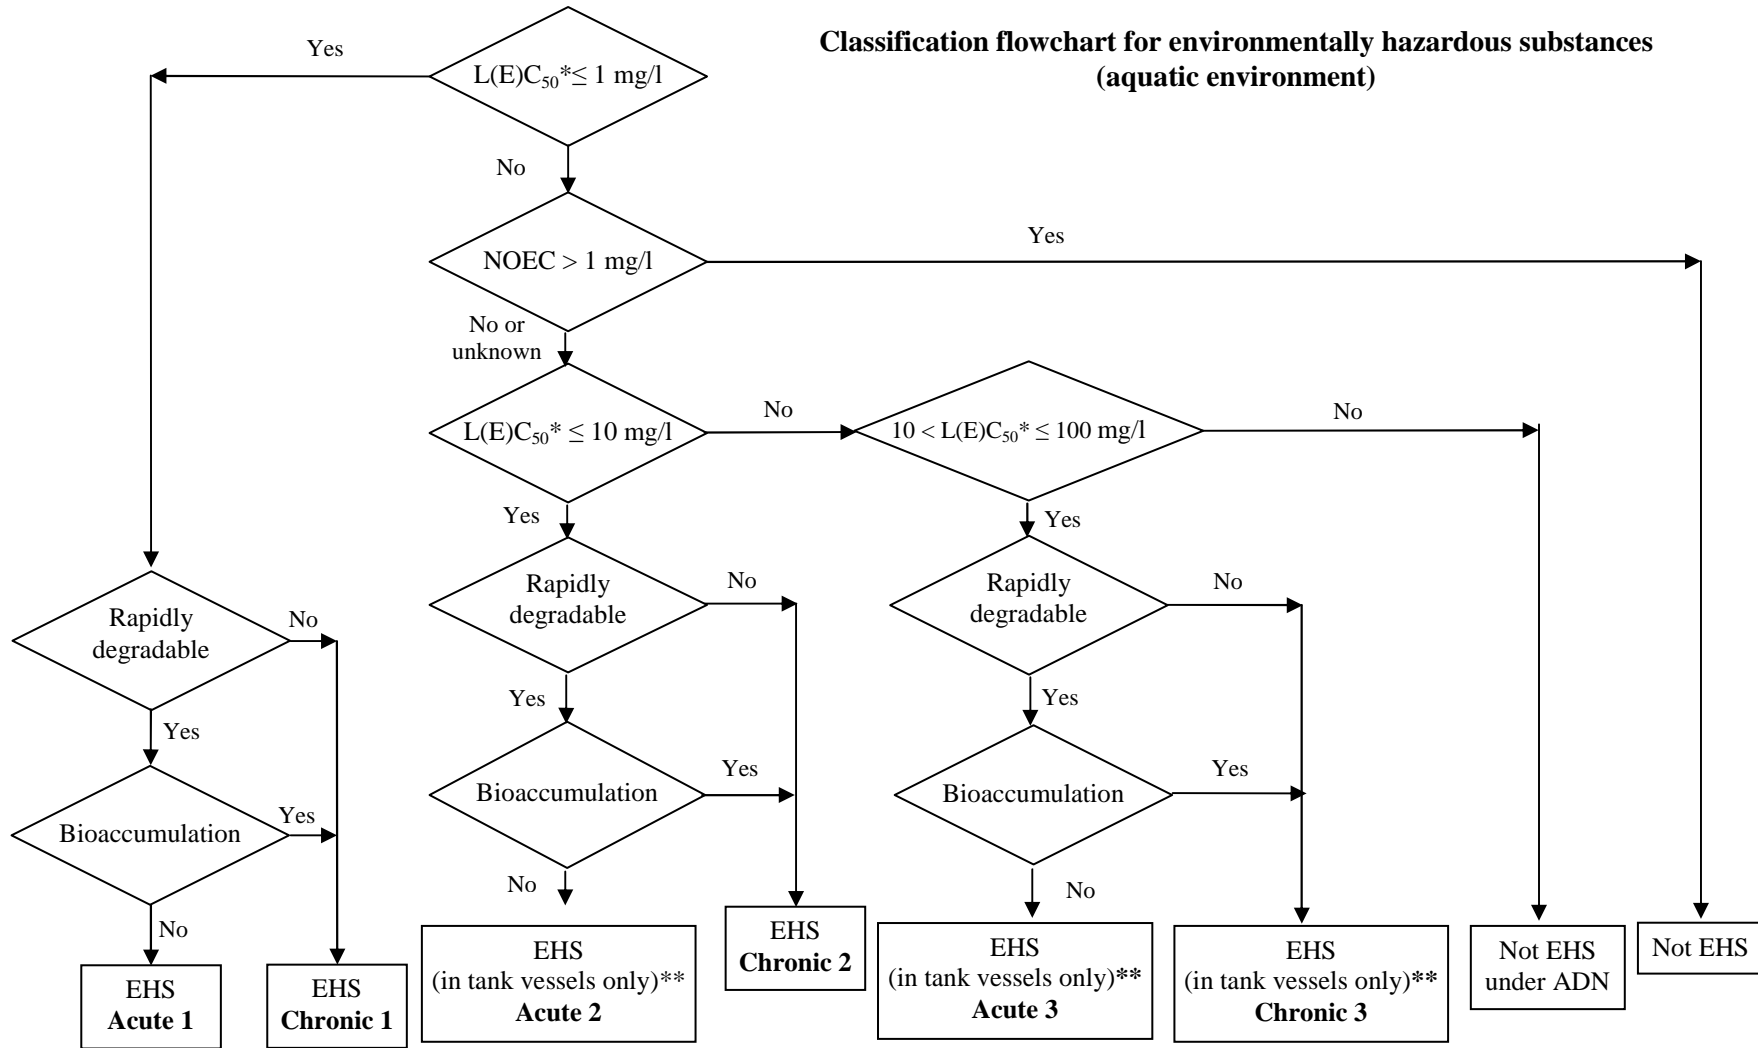 Classification flowchart for environmentally hazardous substances
(aquatic environment)
Yes
L(E)C₅₀*≤ 1 mg/l
No
NOEC > 1 mg/l
Yes
No or
unknown
L(E)C₅₀* ≤ 10 mg/l
No
10 < L(E)C₅₀* ≤ 100 mg/l
No
Yes
Yes
Rapidly
degradable
No
Rapidly
degradable
No
Rapidly
degradable
No
Yes
Yes
Yes
Bioaccumulation
Yes
Bioaccumulation
Yes
Bioaccumulation
Yes
No
No
No
EHS
Acute 1
EHS
Chronic 1
EHS
(in tank vessels only)**
Acute 2
EHS
Chronic 2
EHS
(in tank vessels only)**
Acute 3
EHS
(in tank vessels only)**
Chronic 3
Not EHS
under ADN
Not EHS